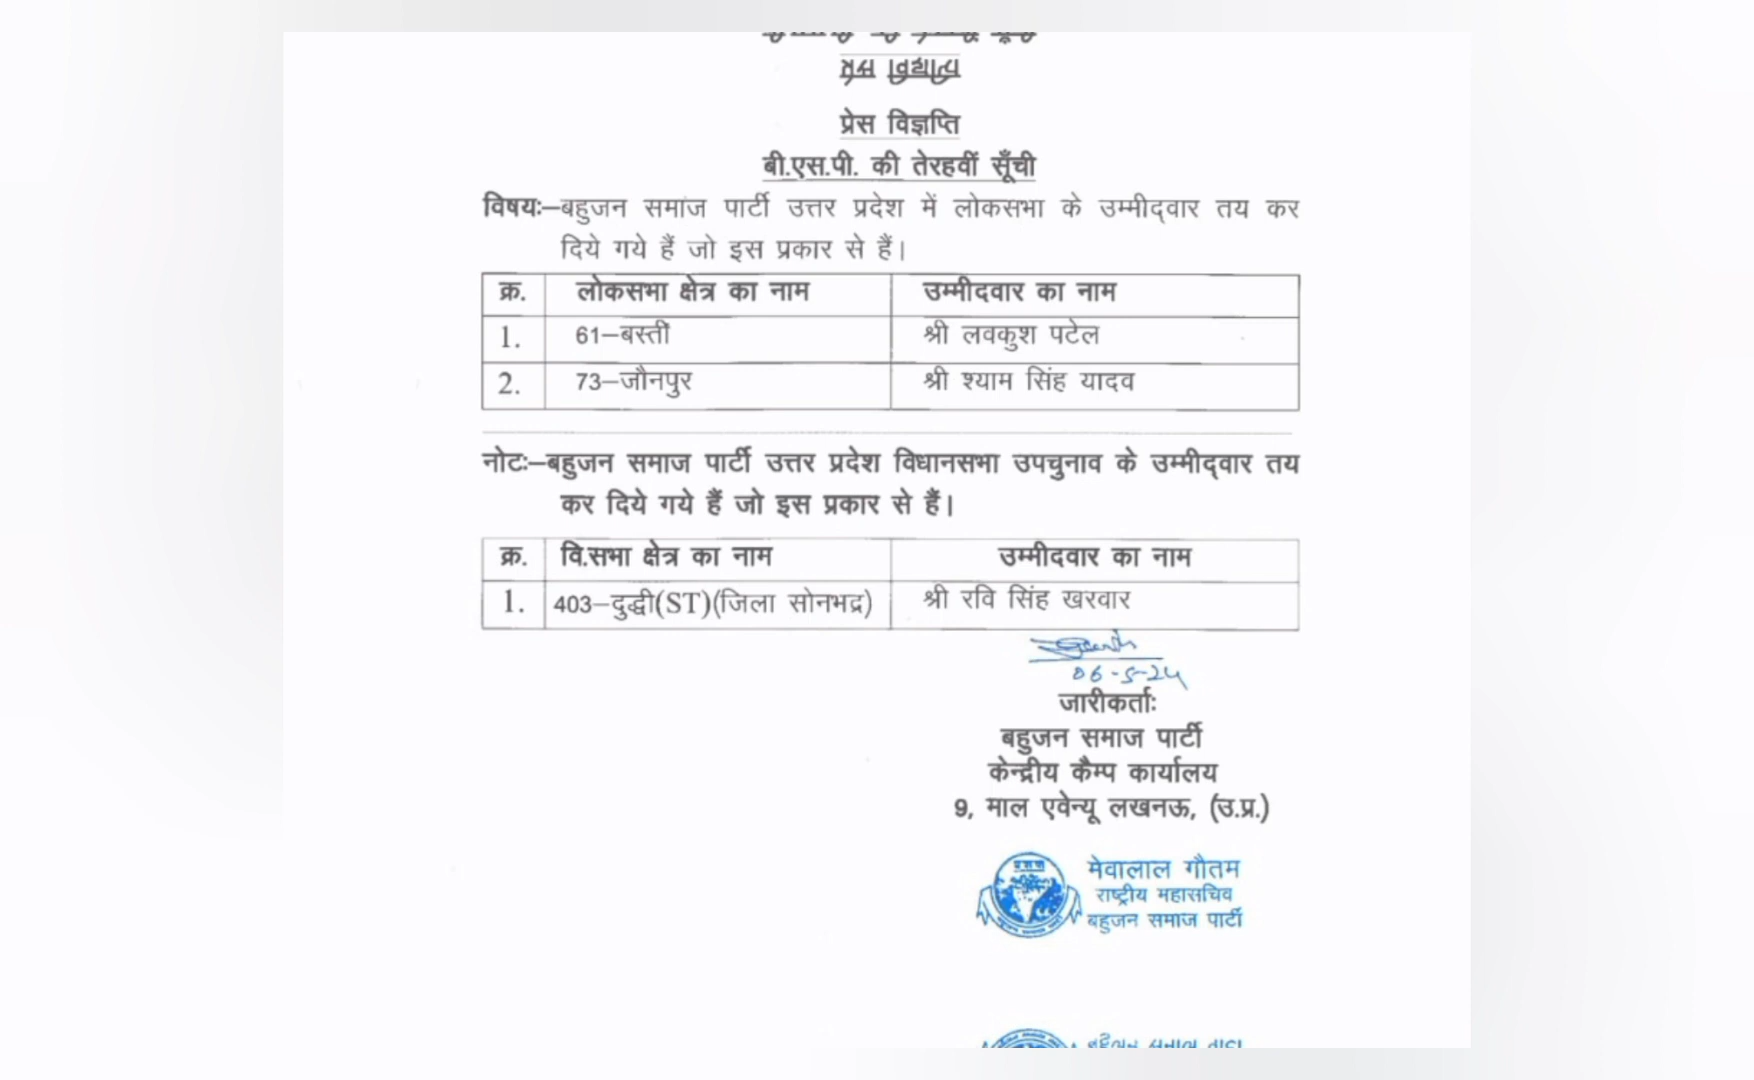 प्रेस विज्ञप्ति
बी.एस.पी. की तेरहवीं सूँची
विषयः–बहुजन समाज पार्टी उत्तर प्रदेश में लोकसभा के उम्मीद्वार तय कर
दिये गये हैं जो इस प्रकार से हैं।
क्र. लोकसभा क्षेत्र का नाम उम्मीदवार का नाम
1. 61–बस्ती श्री लवकुश पटेल
2. 73–जौनपुर श्री श्याम सिंह यादव
नोटः–बहुजन समाज पार्टी उत्तर प्रदेश विधानसभा उपचुनाव के उम्मीद्वार तय
कर दिये गये हैं जो इस प्रकार से हैं।
क्र. वि.सभा क्षेत्र का नाम उम्मीदवार का नाम
1. 403–दुद्धी(ST)(जिला सोनभद्र) श्री रवि सिंह खरवार
06-5-24
जारीकर्ताः
बहुजन समाज पार्टी
केन्द्रीय कैम्प कार्यालय
9, माल एवेन्यू लखनऊ, (उ.प्र.)
मेवालाल गौतम
राष्ट्रीय महासचिव
बहुजन समाज पार्टी